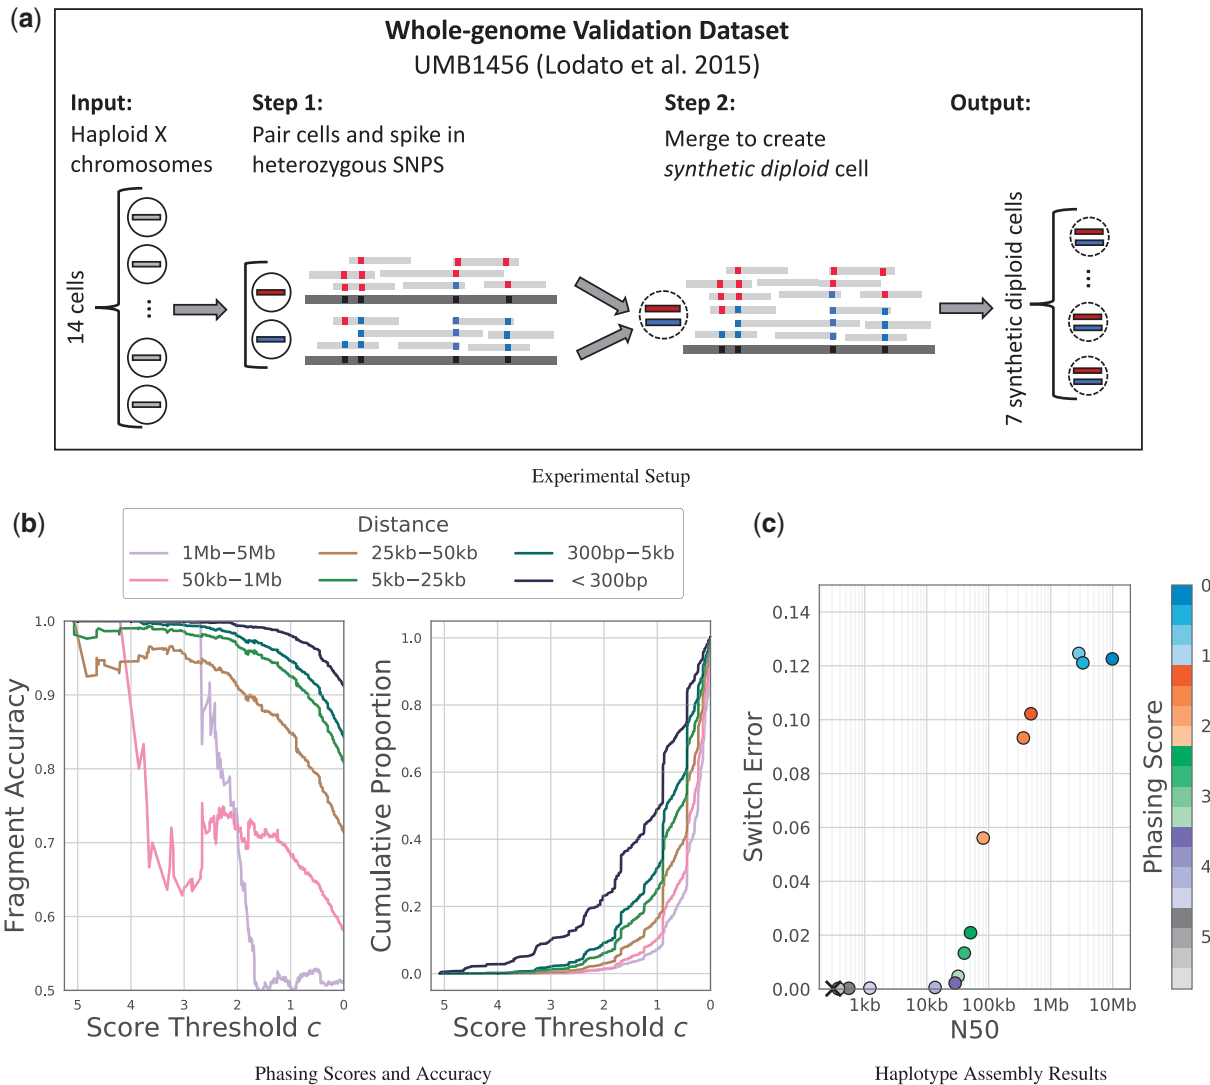 (a)
Whole-genome Validation Dataset
UMB1456 (Lodato et al. 2015)
Input:
Haploid X
chromosomes
Step 1:
Pair cells and spike in
heterozygous SNPS
Step 2:
Merge to create
synthetic diploid cell
Output:
14 cells
7 synthetic diploid cells
Experimental Setup
(b)
Distance
1Mb−5Mb
25kb−50kb
300bp−5kb
50kb−1Mb
5kb−25kb
< 300bp
Fragment Accuracy
1.0
0.9
0.8
0.7
0.6
0.5
5
4
3
2
1
0
Score Threshold c
Cumulative Proportion
1.0
0.8
0.6
0.4
0.2
0.0
5
4
3
2
1
0
Score Threshold c
Phasing Scores and Accuracy
(c)
Switch Error
0.14
0.12
0.10
0.08
0.06
0.04
0.02
0.00
1kb
10kb
100kb
1Mb
10Mb
N50
Phasing Score
0
1
2
3
4
5
Haplotype Assembly Results